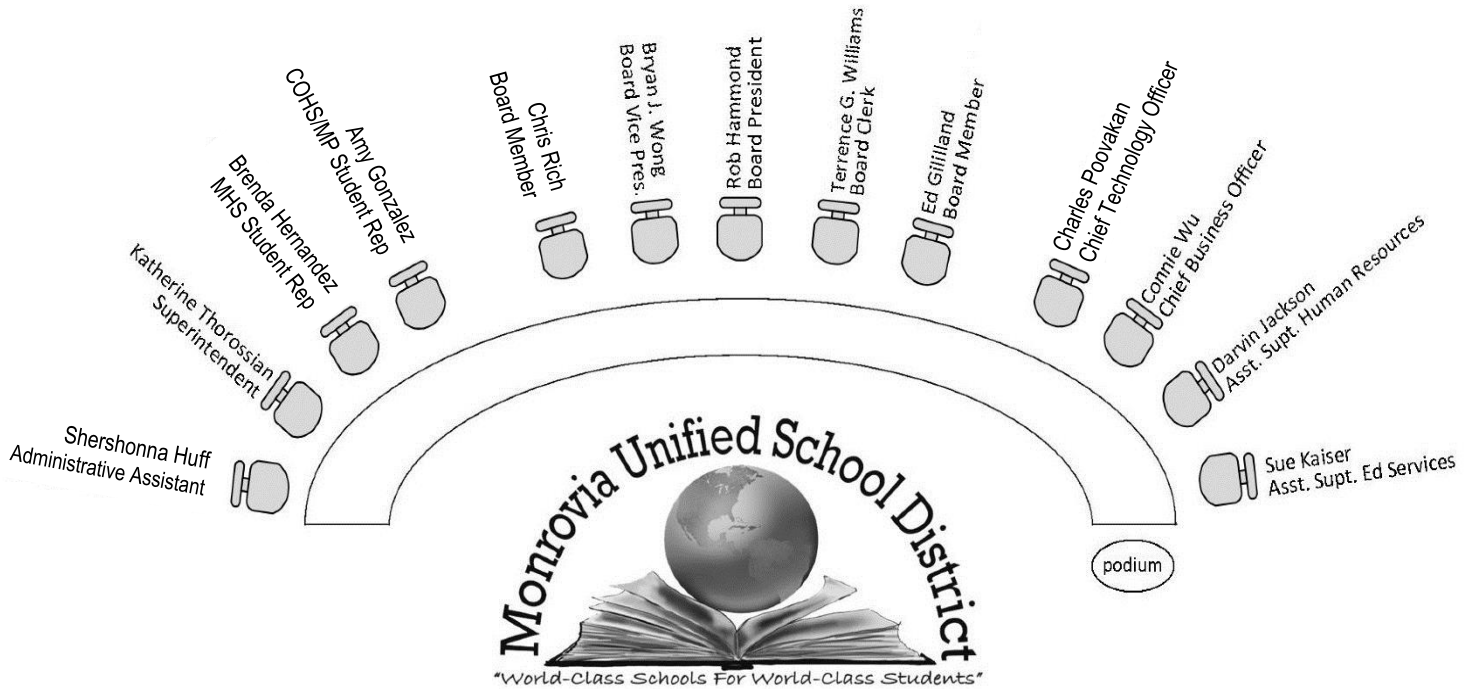 Shershonna Huff
Administrative Assistant
Katherine Thorossian
Superintendent
Brenda Hernandez
MHS Student Rep
Amy Gonzalez
COHS/MP Student Rep
Chris Rich
Board Member
Bryan J. Wong
Board Vice Pres.
Rob Hammond
Board President
Terrence G. Williams
Board Clerk
Ed Gililland
Board Member
Charles Poovakan
Chief Technology Officer
Connie Wu
Chief Business Officer
Darvin Jackson
Asst. Supt. Human Resources
Sue Kaiser
Asst. Supt. Ed Services
podium
Monrovia Unified School District
"World-Class Schools For World-Class Students"